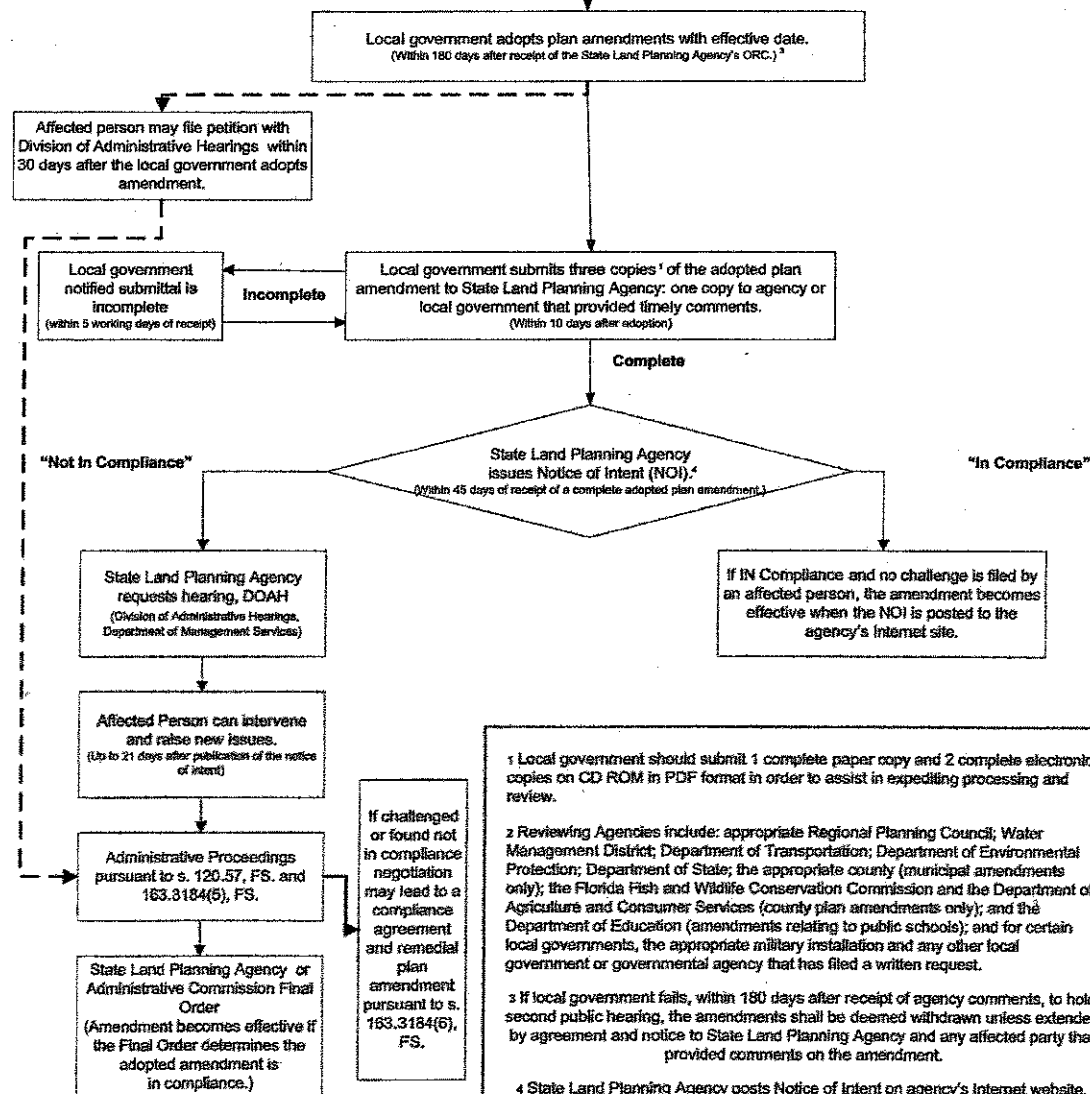 Local government adopts plan amendments with effective date.
(Within 180 days after receipt of the State Land Planning Agency's ORC.) 3
Affected person may file petition with
Division of Administrative Hearings within
30 days after the local government adopts
amendment.
Local government
notified submittal is
incomplete
(within 5 working days of receipt)
Incomplete
Local government submits three copies 1 of the adopted plan
amendment to State Land Planning Agency: one copy to agency or
local government that provided timely comments.
(Within 10 days after adoption)
Complete
"Not In Compliance"
State Land Planning Agency
issues Notice of Intent (NOI).4
(Within 45 days of receipt of a complete adopted plan amendment.)
"In Compliance"
State Land Planning Agency
requests hearing, DOAH
(Division of Administrative Hearings,
Department of Management Services)
If IN Compliance and no challenge is filed by
an affected person, the amendment becomes
effective when the NOI is posted to the
agency's Internet site.
Affected Person can intervene
and raise new issues.
(Up to 21 days after publication of the notice
of intent)
Administrative Proceedings
pursuant to s. 120.57, FS. and
163.3184(5), FS.
If challenged
or found not
in compliance
negotiation
may lead to a
compliance
agreement
and remedial
plan
amendment
pursuant to s.
163.3184(6),
FS.
State Land Planning Agency or
Administrative Commission Final
Order
(Amendment becomes effective if
the Final Order determines the
adopted amendment is
in compliance.)
1 Local government should submit 1 complete paper copy and 2 complete electronic
copies on CD ROM in PDF format in order to assist in expediting processing and
review.
2 Reviewing Agencies include: appropriate Regional Planning Council; Water
Management District; Department of Transportation; Department of Environmental
Protection; Department of State; the appropriate county (municipal amendments
only); the Florida Fish and Wildlife Conservation Commission and the Department of
Agriculture and Consumer Services (county plan amendments only); and the
Department of Education (amendments relating to public schools); and for certain
local governments, the appropriate military installation and any other local
government or governmental agency that has filed a written request.
3 If local government fails, within 180 days after receipt of agency comments, to hold
second public hearing, the amendments shall be deemed withdrawn unless extende
by agreement and notice to State Land Planning Agency and any affected party tha
provided comments on the amendment.
4 State Land Planning Agency posts Notice of Intent on agency's Internet website.